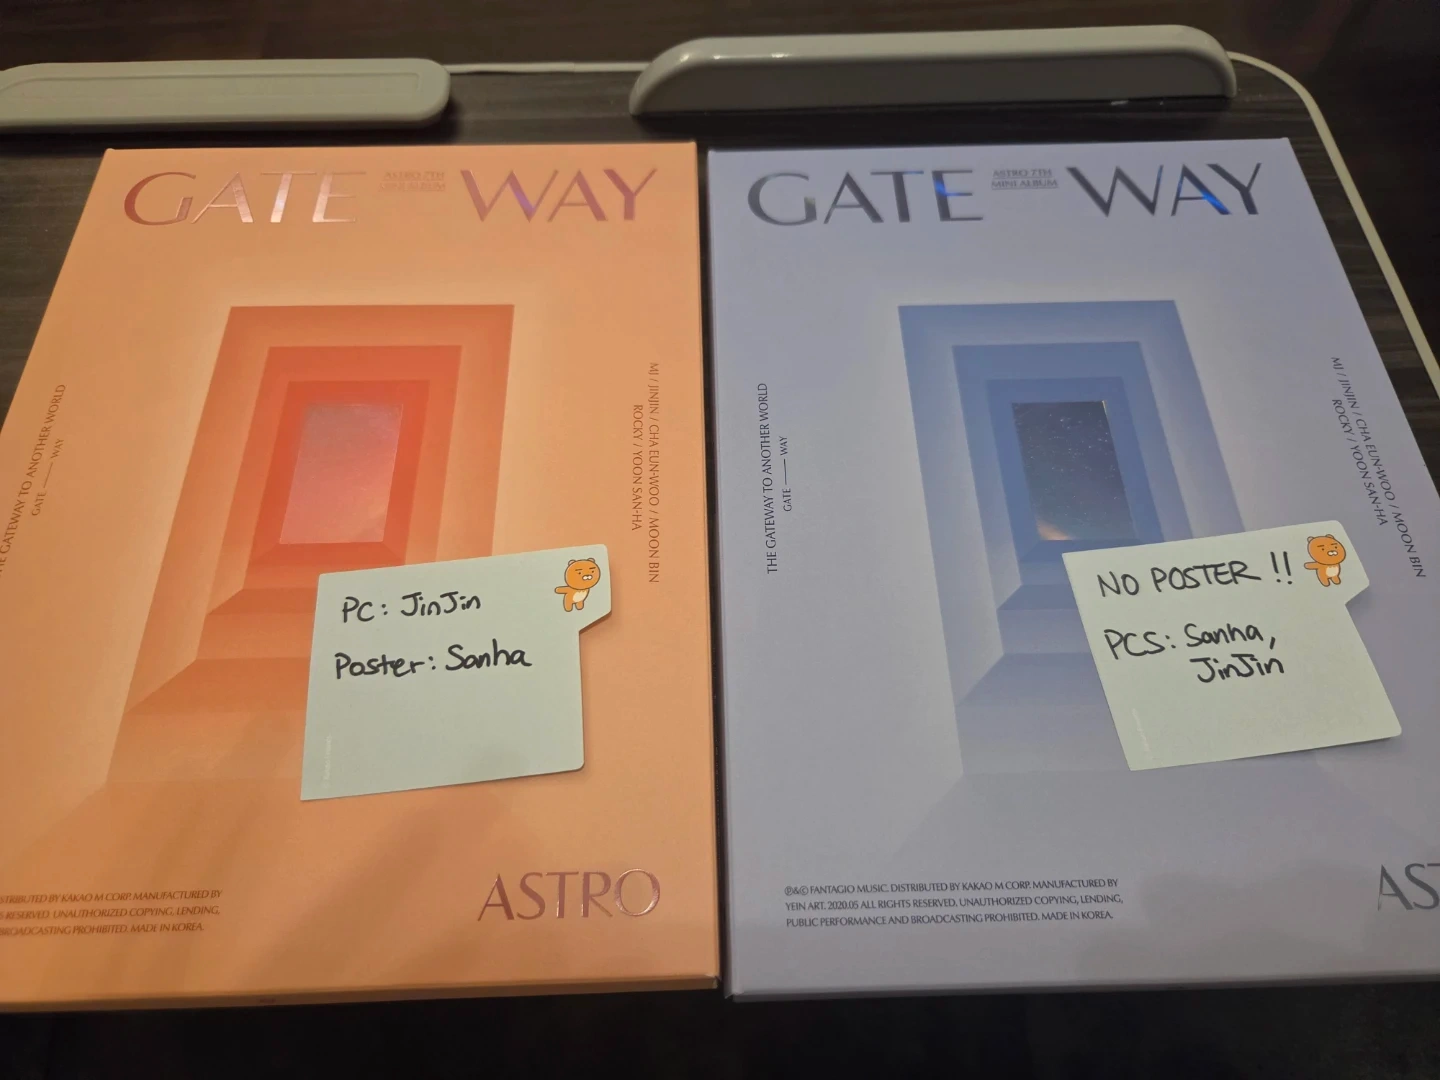 GATE WAY
ASTRO 7TH
MINI ALBUM
THE GATEWAY TO ANOTHER WORLD
GATE —— WAY
MJ / JINJIN / CHA EUN-WOO / MOON BIN
ROCKY / YOON SAN-HA
PC: JinJin
Poster: Sanha
STRIBUTED BY KAKAO M CORP. MANUFACTURED BY
S RESERVED. UNAUTHORIZED COPYING, LENDING,
BROADCASTING PROHIBITED. MADE IN KOREA.
ASTRO
GATE WAY
ASTRO 7TH
MINI ALBUM
THE GATEWAY TO ANOTHER WORLD
GATE —— WAY
MJ / JINJIN / CHA EUN-WOO / MOON BIN
ROCKY / YOON SAN-HA
NO POSTER !!
PCS: Sanha,
JinJin
℗&© FANTAGIO MUSIC. DISTRIBUTED BY KAKAO M CORP. MANUFACTURED BY
YEIN ART. 2020.05 ALL RIGHTS RESERVED. UNAUTHORIZED COPYING, LENDING,
PUBLIC PERFORMANCE AND BROADCASTING PROHIBITED. MADE IN KOREA.
AST